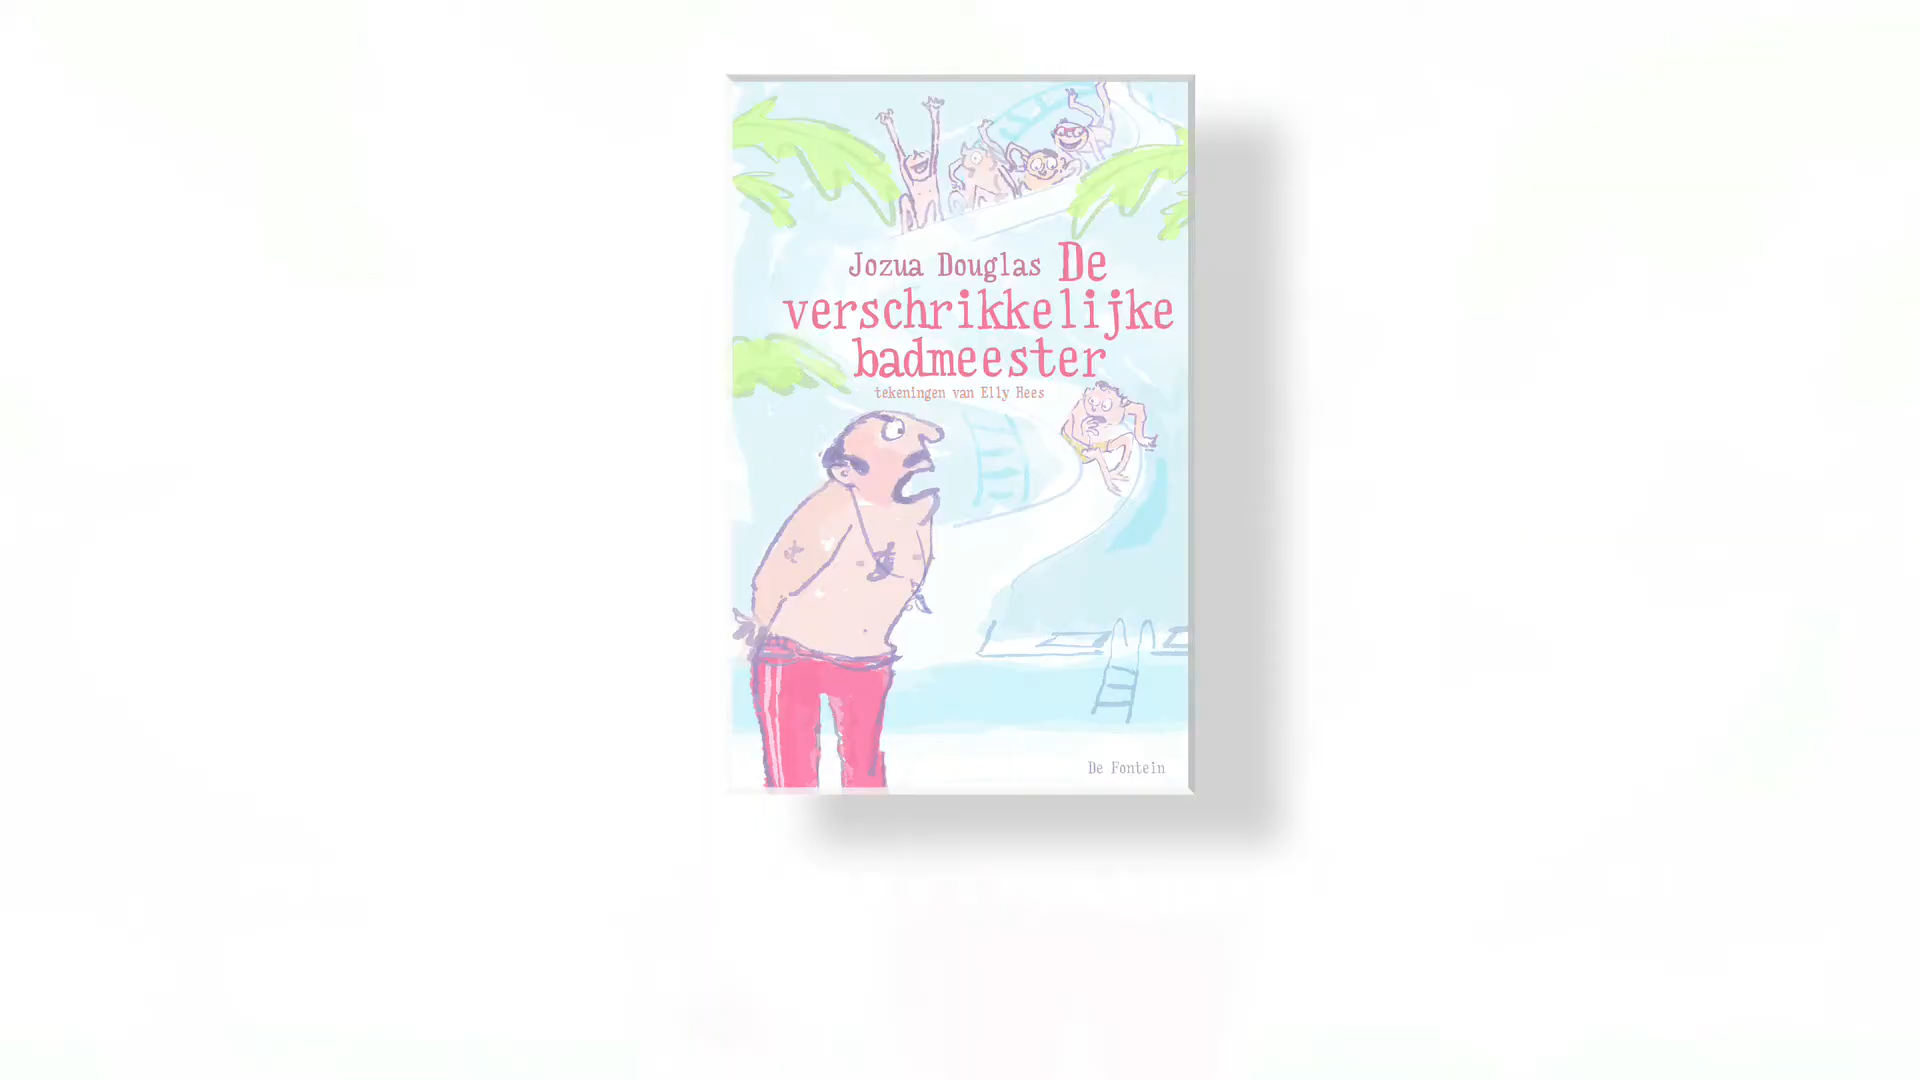 Jozua Douglas De
verschrikkelijke
badmeester
tekeningen van Elly Hees
De Fontein